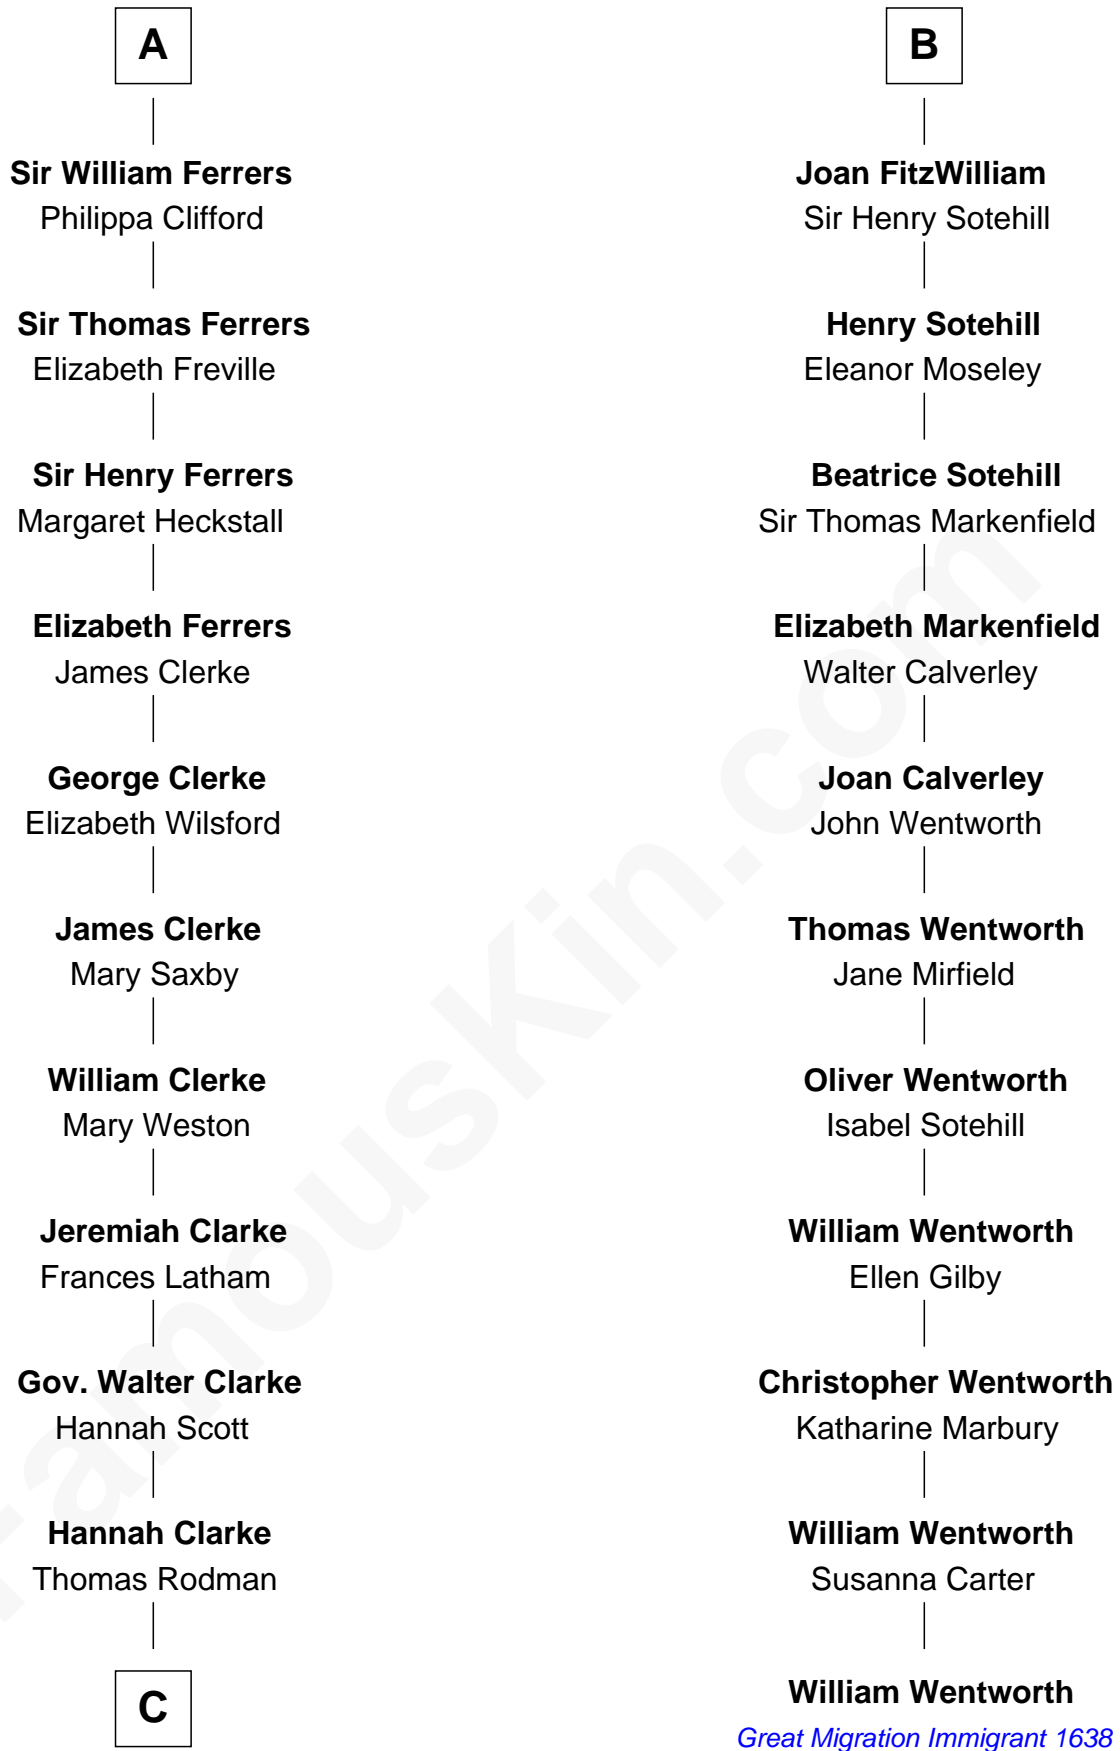 A
Sir William Ferrers
Philippa Clifford
Sir Thomas Ferrers
Elizabeth Freville
Sir Henry Ferrers
Margaret Heckstall
Elizabeth Ferrers
James Clerke
George Clerke
Elizabeth Wilsford
James Clerke
Mary Saxby
William Clerke
Mary Weston
Jeremiah Clarke
Frances Latham
Gov. Walter Clarke
Hannah Scott
Hannah Clarke
Thomas Rodman
C
B
Joan FitzWilliam
Sir Henry Sotehill
Henry Sotehill
Eleanor Moseley
Beatrice Sotehill
Sir Thomas Markenfield
Elizabeth Markenfield
Walter Calverley
Joan Calverley
John Wentworth
Thomas Wentworth
Jane Mirfield
Oliver Wentworth
Isabel Sotehill
William Wentworth
Ellen Gilby
Christopher Wentworth
Katharine Marbury
William Wentworth
Susanna Carter
William Wentworth
Great Migration Immigrant 1638
FamousKin.com